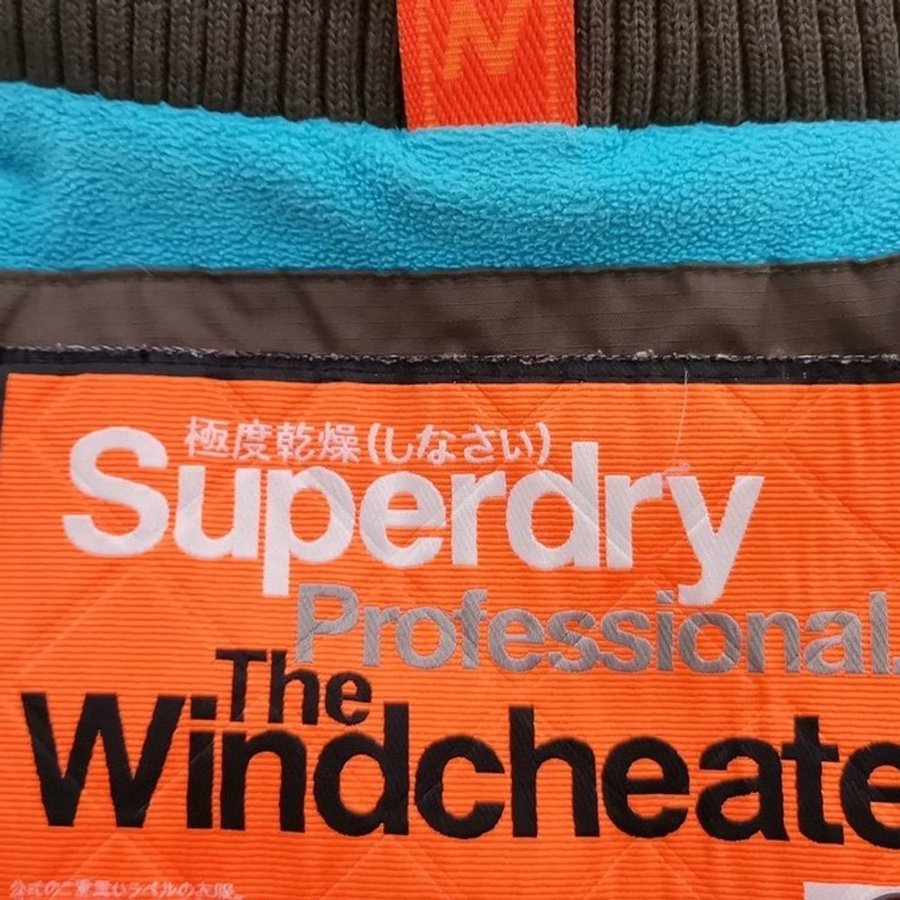 極度乾燥(しなさい)
Superdry
Professional.
The
Windcheate